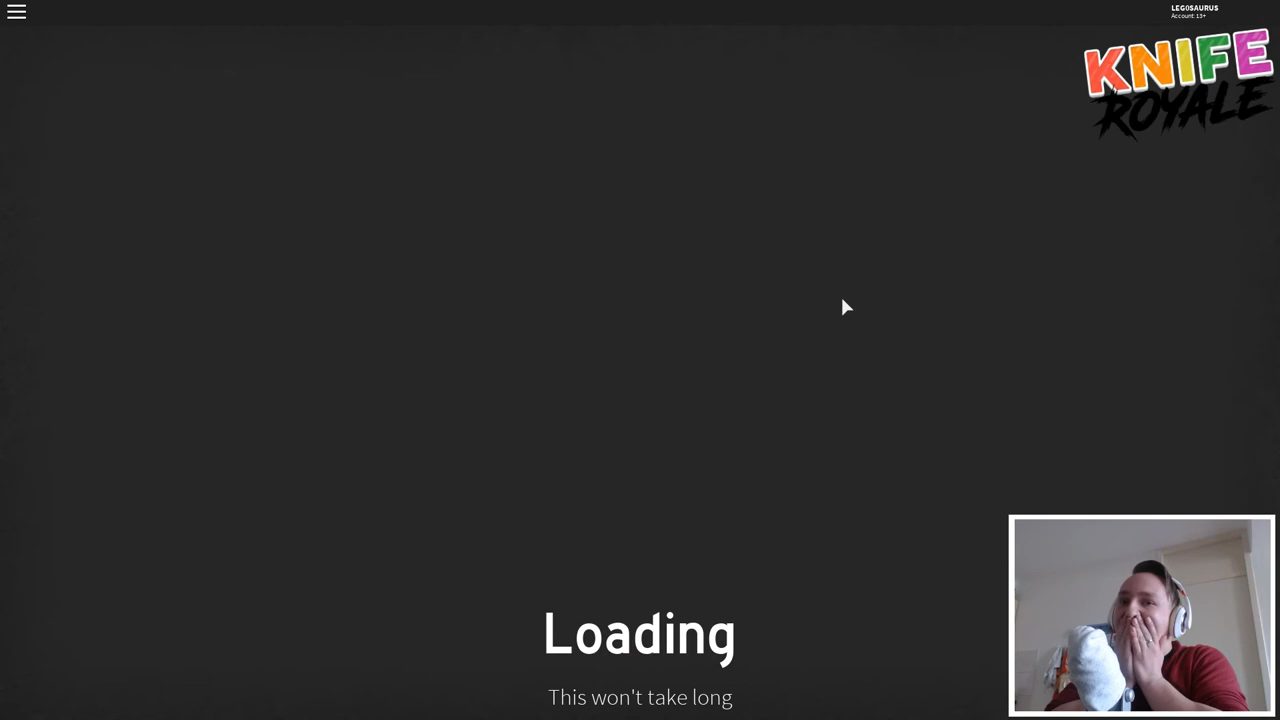 LEG0SAURUS
Account: 13+
KNIFE
ROYALE
Loading
This won't take long